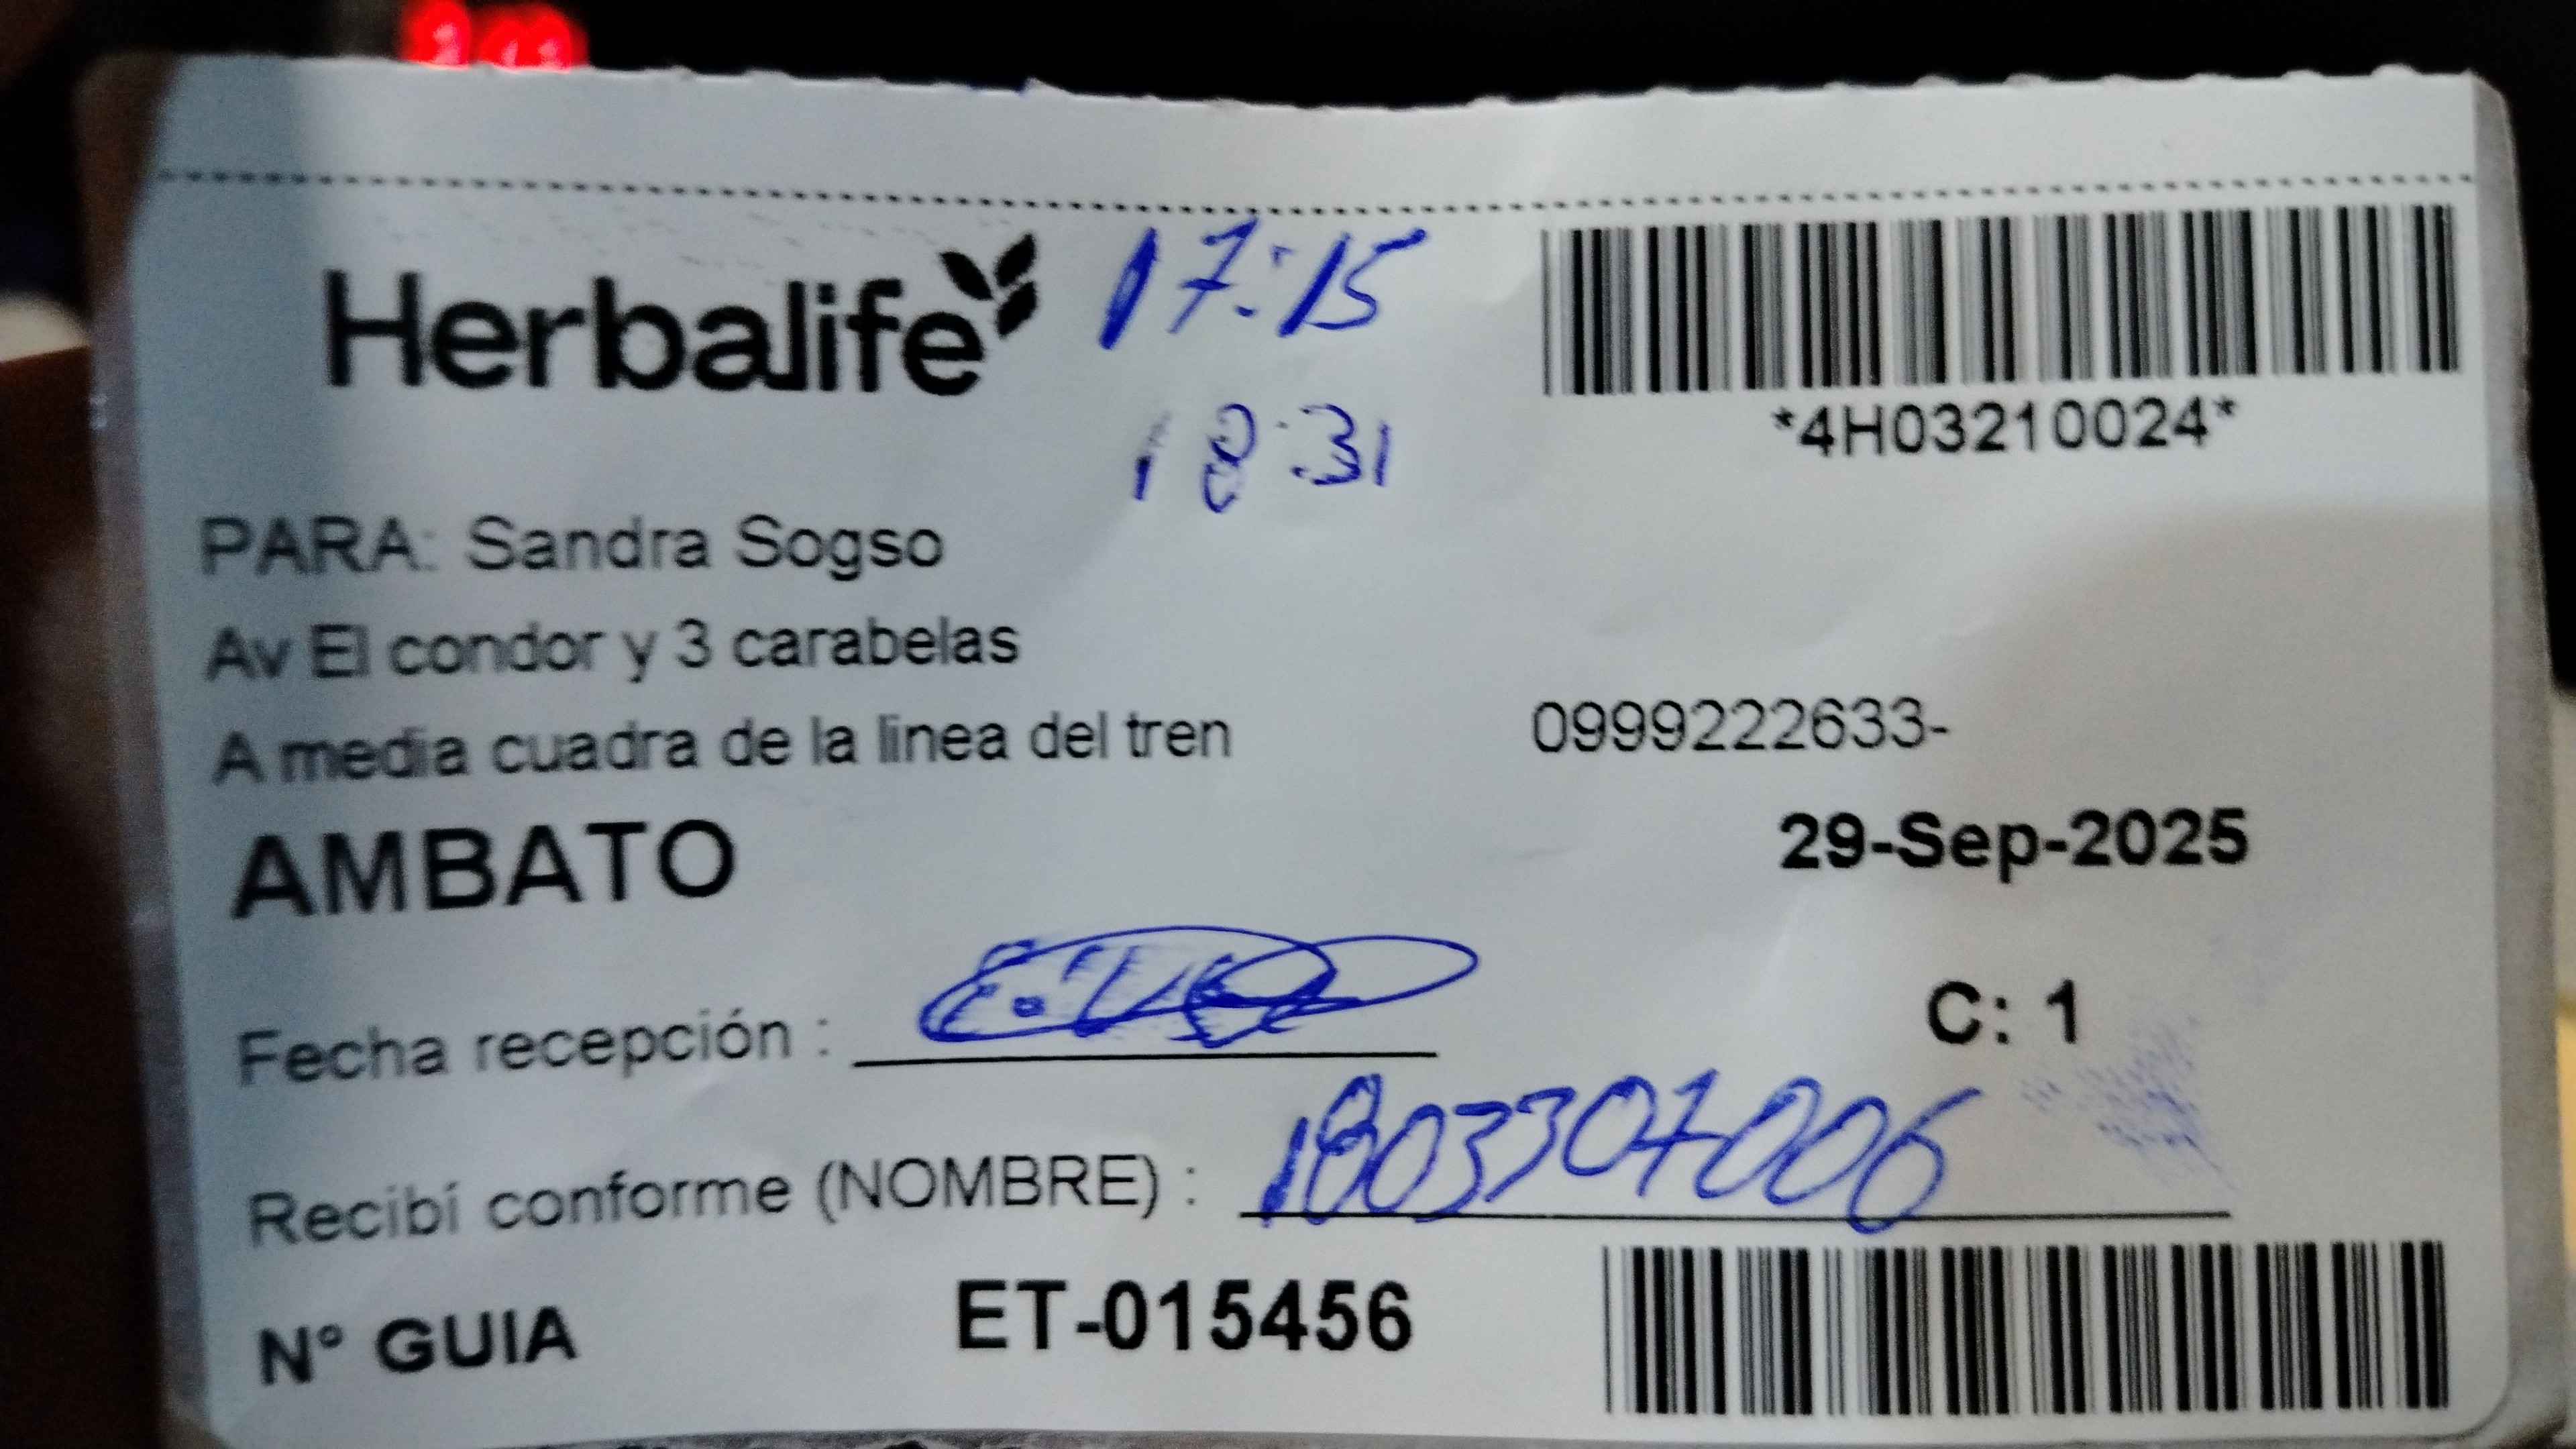 Herbalife
17:15
18:31
*4H03210024*
PARA: Sandra Sogso
Av El condor y 3 carabelas
A media cuadra de la linea del tren
0999222633-
AMBATO
29-Sep-2025
Fecha recepción :
C: 1
Recibí conforme (NOMBRE) : 1803307006
N° GUIA ET-015456